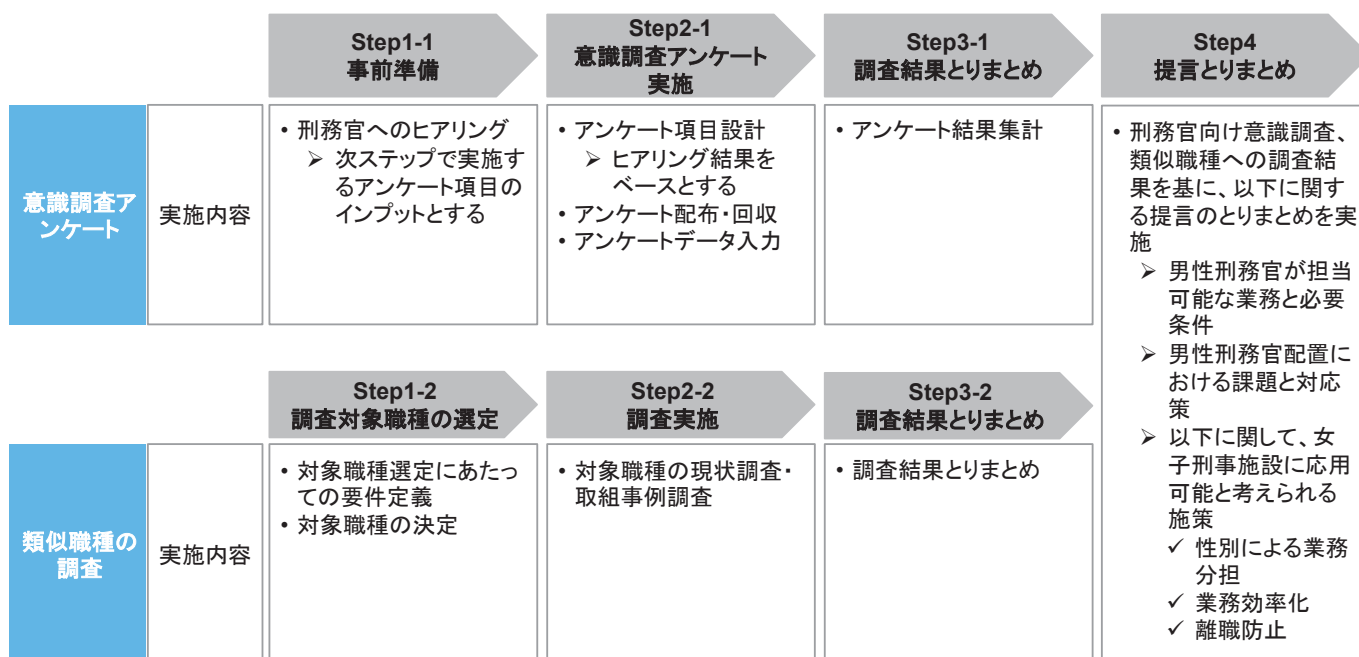 Step1-1
事前準備
Step2-1
意識調査アンケート
実施
Step3-1
調査結果とりまとめ
Step4
提言とりまとめ
意識調査ア
ンケート
実施内容
• 刑務官へのヒアリング
➢ 次ステップで実施す
るアンケート項目の
インプットとする
• アンケート項目設計
➢ ヒアリング結果を
ベースとする
• アンケート配布・回収
• アンケートデータ入力
• アンケート結果集計
• 刑務官向け意識調査、
類似職種への調査結
果を基に、以下に関す
る提言のとりまとめを実
施
➢ 男性刑務官が担当
可能な業務と必要
条件
➢ 男性刑務官配置に
おける課題と対応
策
➢ 以下に関して、女
子刑事施設に応用
可能と考えられる
施策
✓ 性別による業務
分担
✓ 業務効率化
✓ 離職防止
Step1-2
調査対象職種の選定
Step2-2
調査実施
Step3-2
調査結果とりまとめ
類似職種の
調査
実施内容
• 対象職種選定にあたっ
ての要件定義
• 対象職種の決定
• 対象職種の現状調査・
取組事例調査
• 調査結果とりまとめ